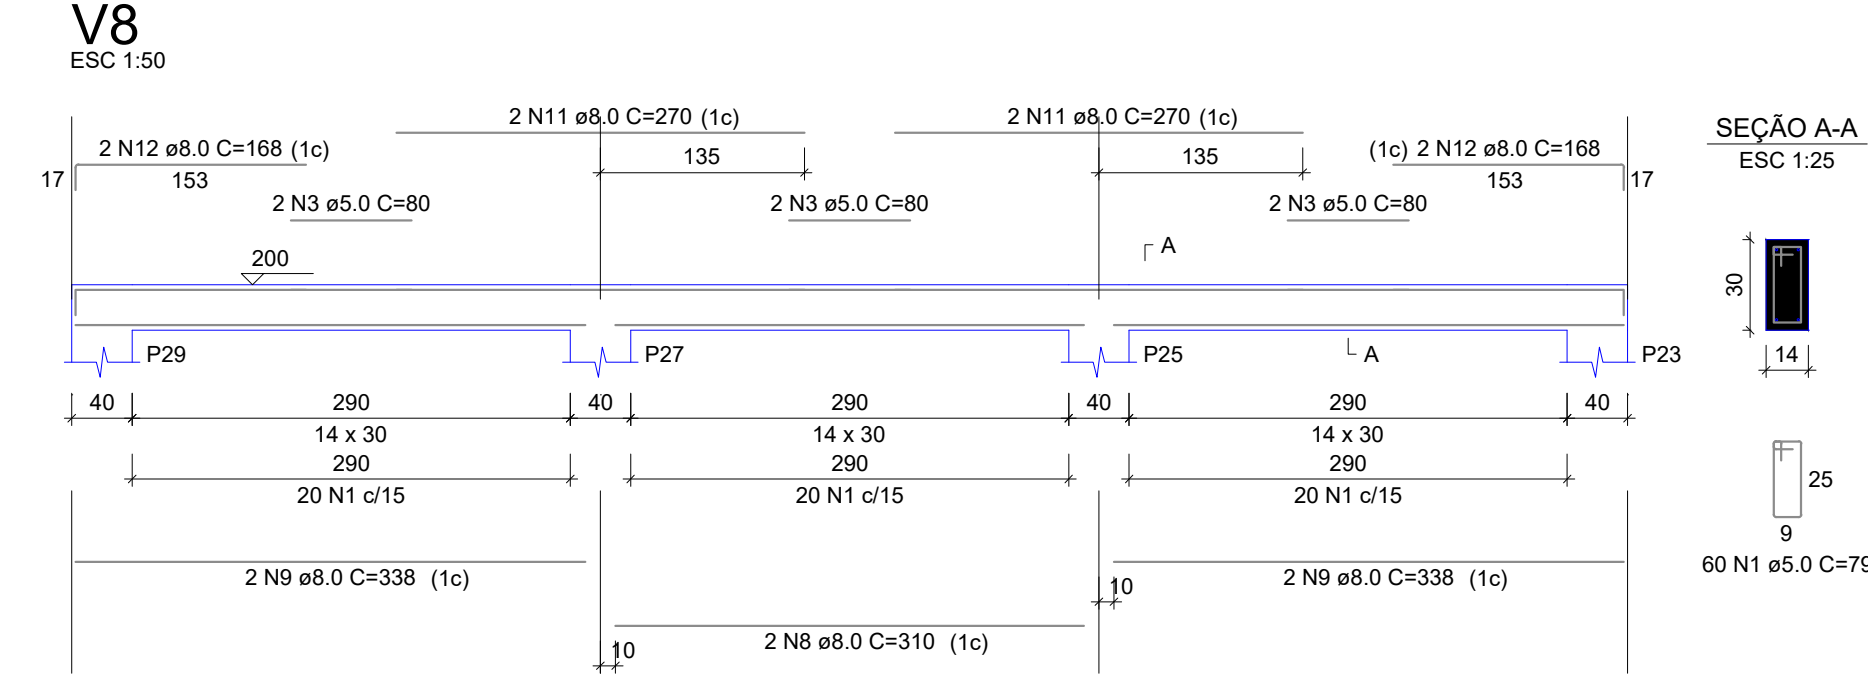 V8
ESC 1:50
2 N11 ø8.0 C=270 (1c)
2 N11 ø8.0 C=270 (1c)
SEÇÃO A-A
ESC 1:25
2 N12 ø8.0 C=168 (1c)
135
135
(1c) 2 N12 ø8.0 C=168
17
153
153
17
2 N3 ø5.0 C=80
2 N3 ø5.0 C=80
2 N3 ø5.0 C=80
A
200
30
P29
P27
P25
A
P23
14
40
290
40
290
40
290
40
14 x 30
14 x 30
14 x 30
290
290
290
20 N1 c/15
20 N1 c/15
20 N1 c/15
25
9
60 N1 ø5.0 C=79
2 N9 ø8.0 C=338 (1c)
2 N9 ø8.0 C=338 (1c)
10
2 N8 ø8.0 C=310 (1c)
10